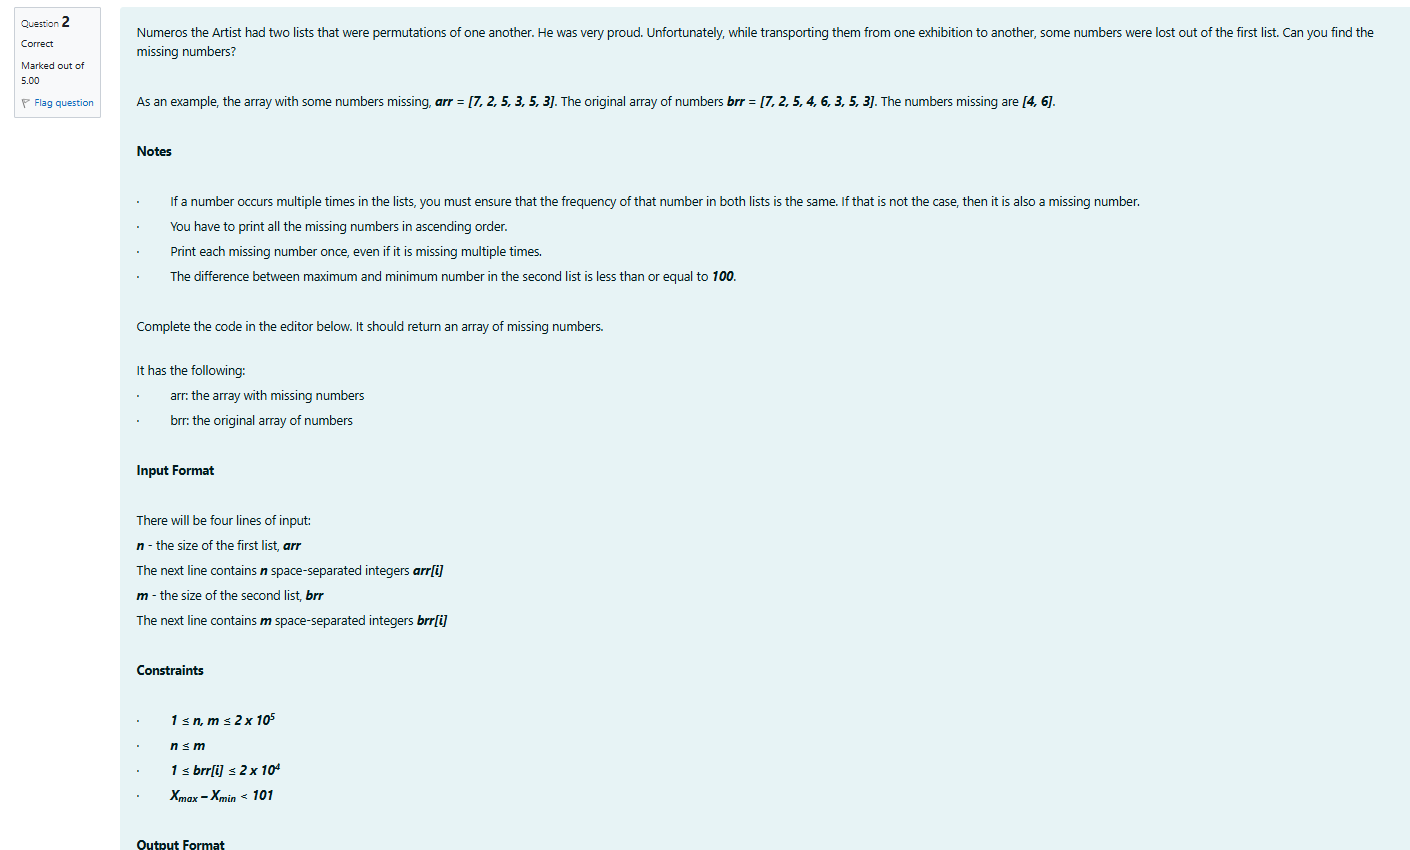 Question 2
Correct
Marked out of
5.00
Flag question
Numeros the Artist had two lists that were permutations of one another. He was very proud. Unfortunately, while transporting them from one exhibition to another, some numbers were lost out of the first list. Can you find the
missing numbers?
As an example, the array with some numbers missing, arr = [7, 2, 5, 3, 5, 3]. The original array of numbers brr = [7, 2, 5, 4, 6, 3, 5, 3]. The numbers missing are [4, 6].
Notes
· If a number occurs multiple times in the lists, you must ensure that the frequency of that number in both lists is the same. If that is not the case, then it is also a missing number.
· You have to print all the missing numbers in ascending order.
· Print each missing number once, even if it is missing multiple times.
· The difference between maximum and minimum number in the second list is less than or equal to 100.
Complete the code in the editor below. It should return an array of missing numbers.
It has the following:
· arr: the array with missing numbers
· brr: the original array of numbers
Input Format
There will be four lines of input:
n - the size of the first list, arr
The next line contains n space-separated integers arr[i]
m - the size of the second list, brr
The next line contains m space-separated integers brr[i]
Constraints
· 1 ≤ n, m ≤ 2 x 10⁵
· n ≤ m
· 1 ≤ brr[i] ≤ 2 x 10⁴
· Xmax – Xmin < 101
Output Format